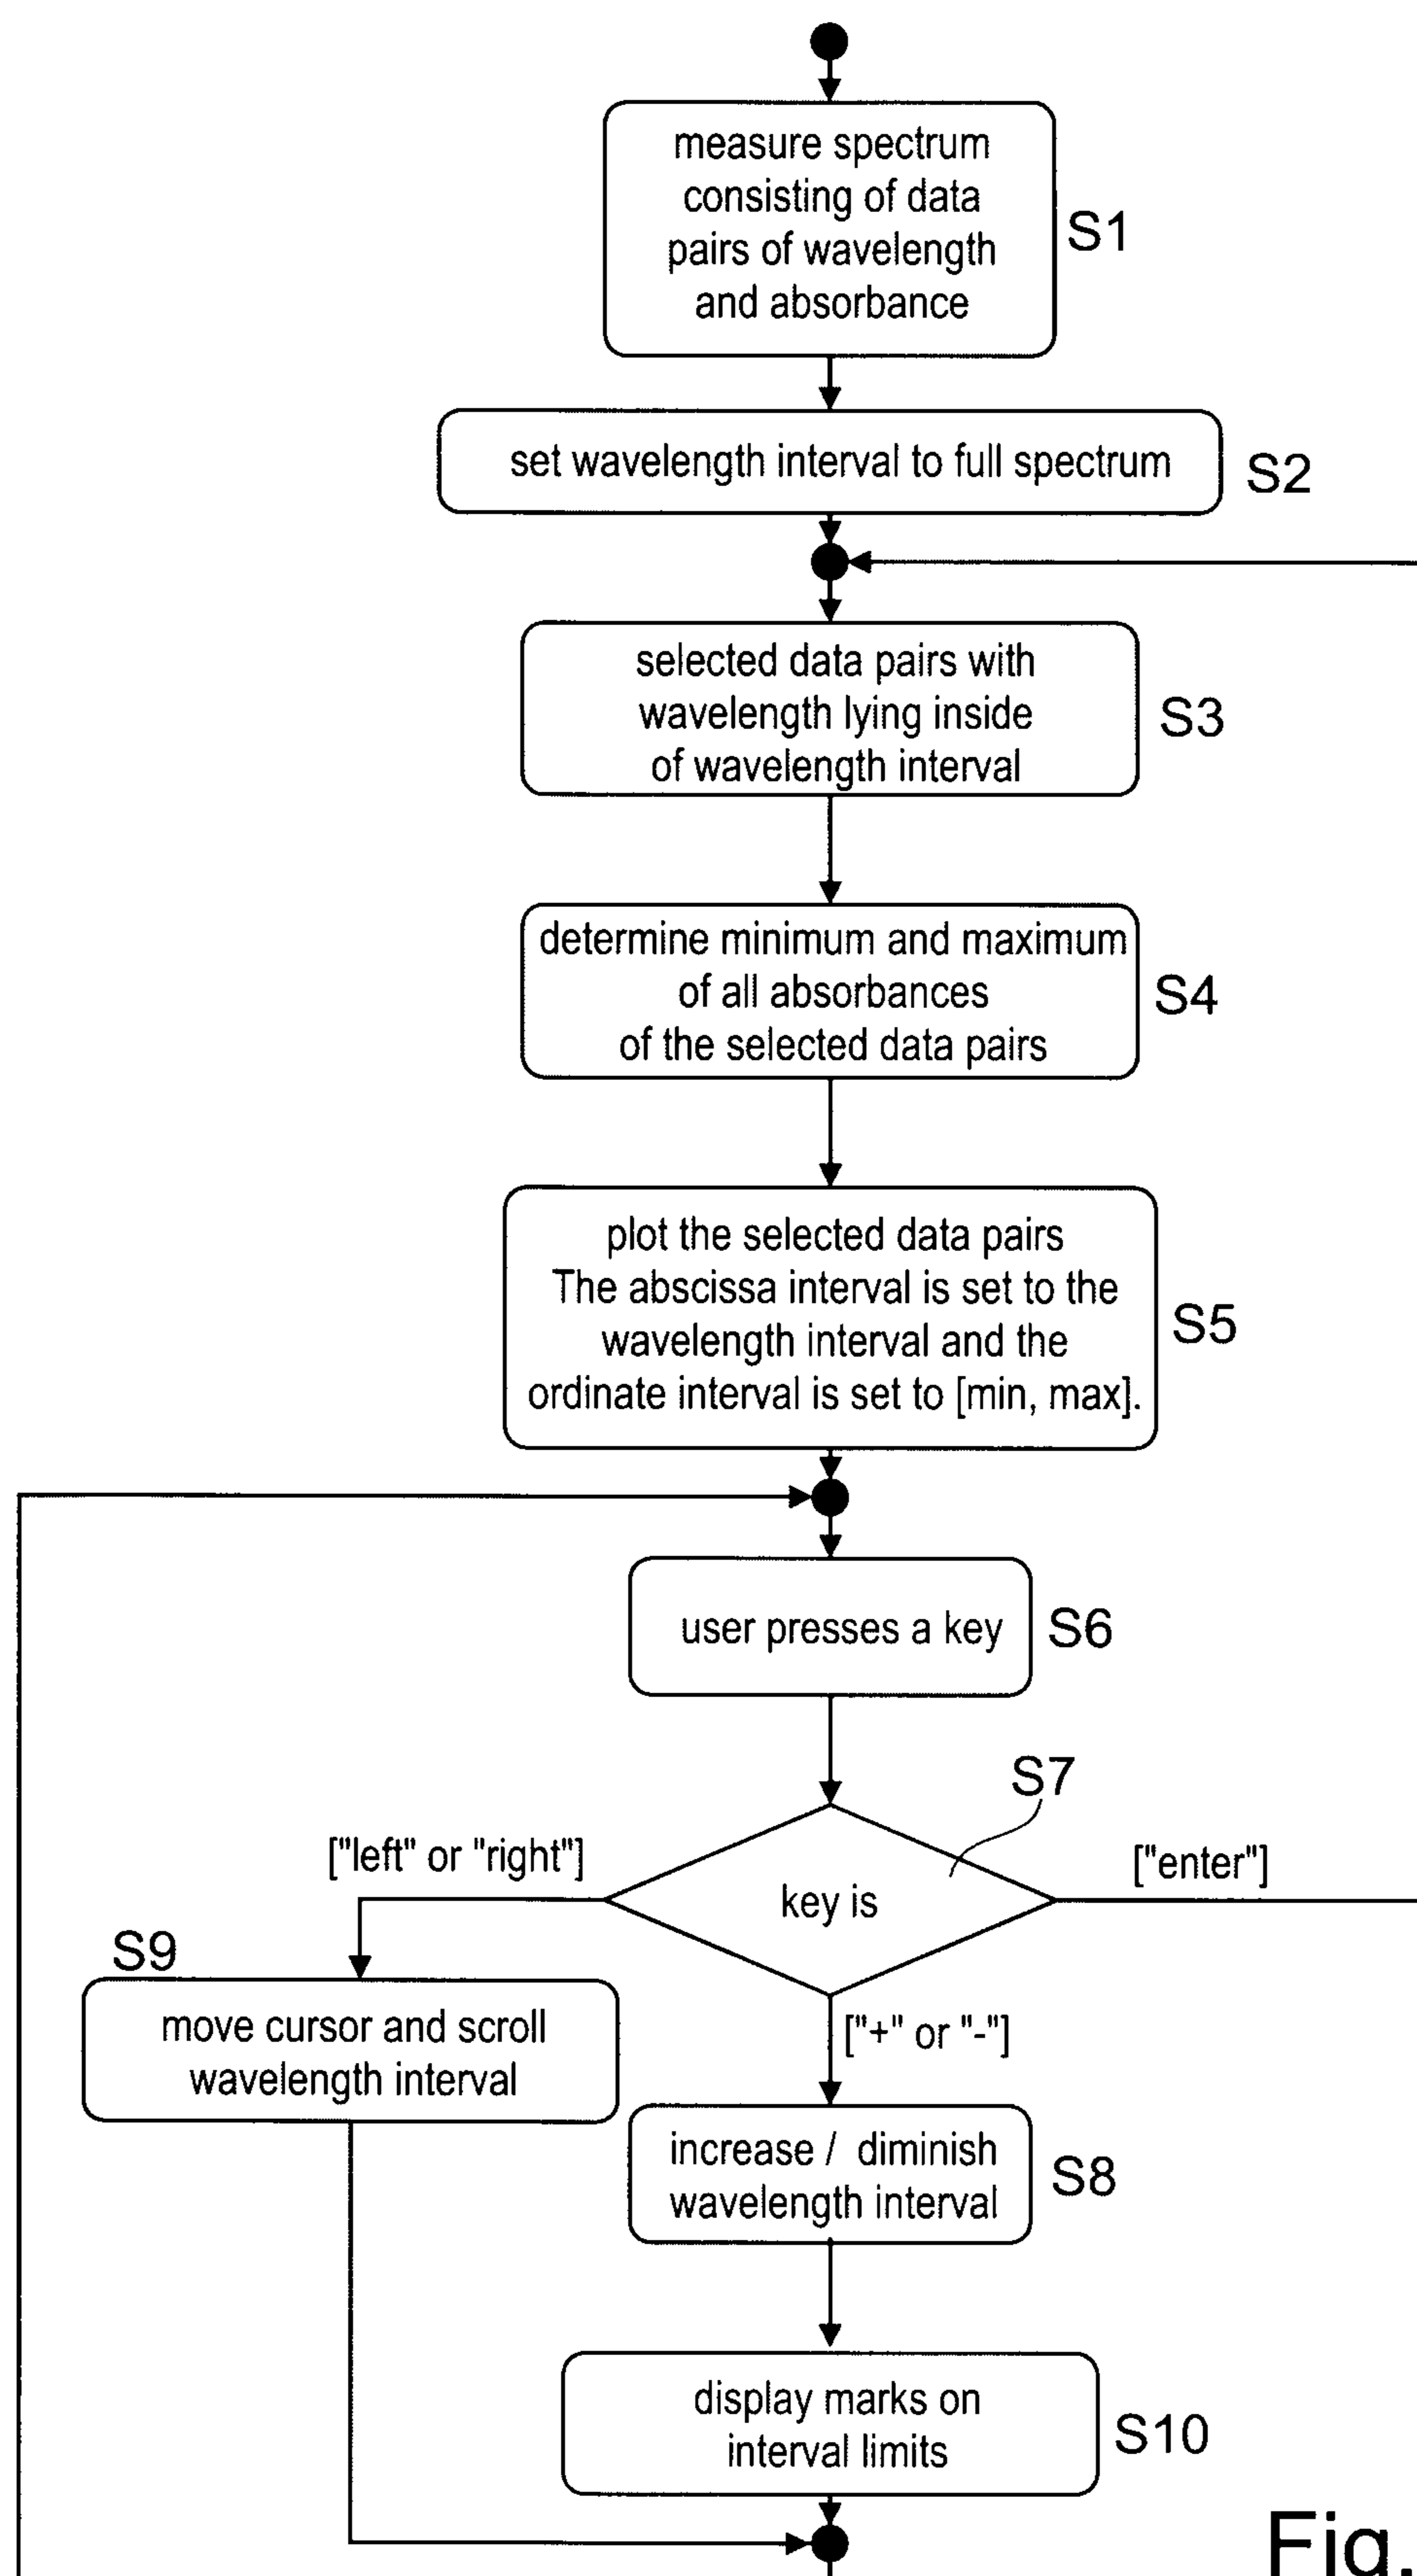 measure spectrum
consisting of data
pairs of wavelength
and absorbance
S1
set wavelength interval to full spectrum
S2
selected data pairs with
wavelength lying inside
of wavelength interval
S3
determine minimum and maximum
of all absorbances
of the selected data pairs
S4
plot the selected data pairs
The abscissa interval is set to the
wavelength interval and the
ordinate interval is set to [min, max].
S5
user presses a key
S6
S7
["left" or "right"]
key is
["enter"]
S9
move cursor and scroll
wavelength interval
["+" or "-"]
increase / diminish
wavelength interval
S8
display marks on
interval limits
S10
Fig.